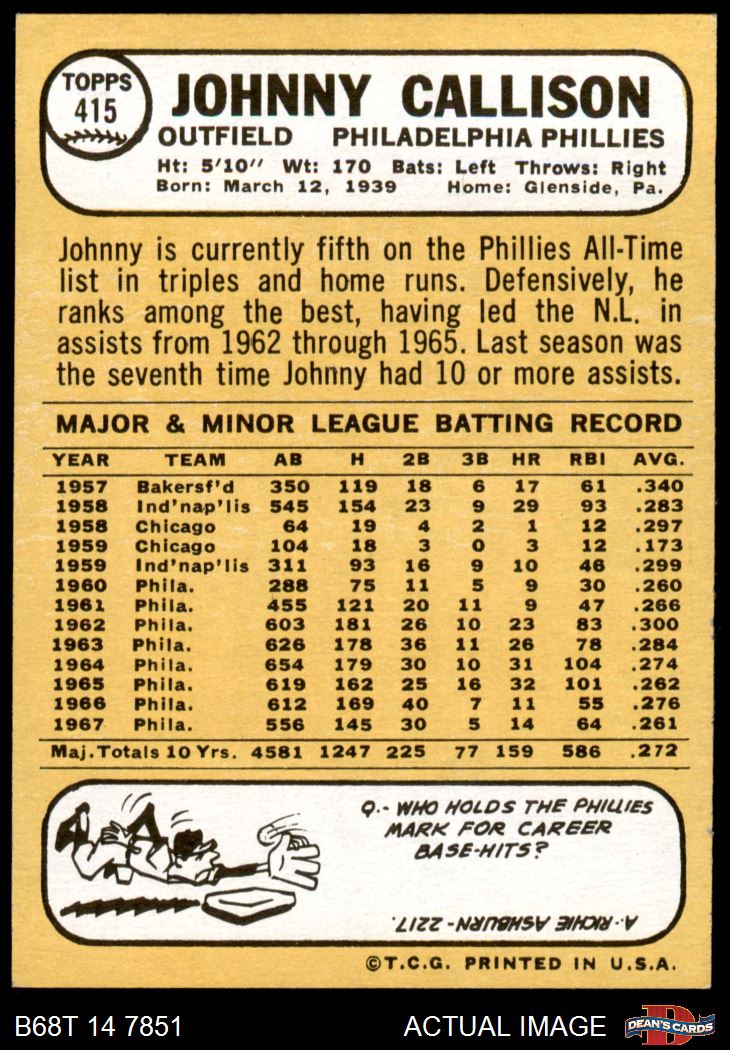 TOPPS
415
JOHNNY CALLISON
OUTFIELD PHILADELPHIA PHILLIES
Ht: 5'10" Wt: 170 Bats: Left Throws: Right
Born: March 12, 1939 Home: Glenside, Pa.
Johnny is currently fifth on the Phillies All-Time
list in triples and home runs. Defensively, he
ranks among the best, having led the N.L. in
assists from 1962 through 1965. Last season was
the seventh time Johnny had 10 or more assists.
MAJOR & MINOR LEAGUE BATTING RECORD
YEAR TEAM AB H 2B 3B HR RBI AVG.
1957 Bakersf'd 350 119 18 6 17 61 .340
1958 Ind'nap'lis 545 154 23 9 29 93 .283
1958 Chicago 64 19 4 2 1 12 .297
1959 Chicago 104 18 3 0 3 12 .173
1959 Ind'nap'lis 311 93 16 9 10 46 .299
1960 Phila. 288 75 11 5 9 30 .260
1961 Phila. 455 121 20 11 9 47 .266
1962 Phila. 603 181 26 10 23 83 .300
1963 Phila. 626 178 36 11 26 78 .284
1964 Phila. 654 179 30 10 31 104 .274
1965 Phila. 619 162 25 16 32 101 .262
1966 Phila. 612 169 40 7 11 55 .276
1967 Phila. 556 145 30 5 14 64 .261
Maj. Totals 10 Yrs. 4581 1247 225 77 159 586 .272
Q.- WHO HOLDS THE PHILLIES
MARK FOR CAREER
BASE-HITS?
A.. RICHIE ASHBURN - 2217.
©T.C.G. PRINTED IN U.S.A.
B68T 14 7851 ACTUAL IMAGE
D
DEAN'S CARDS